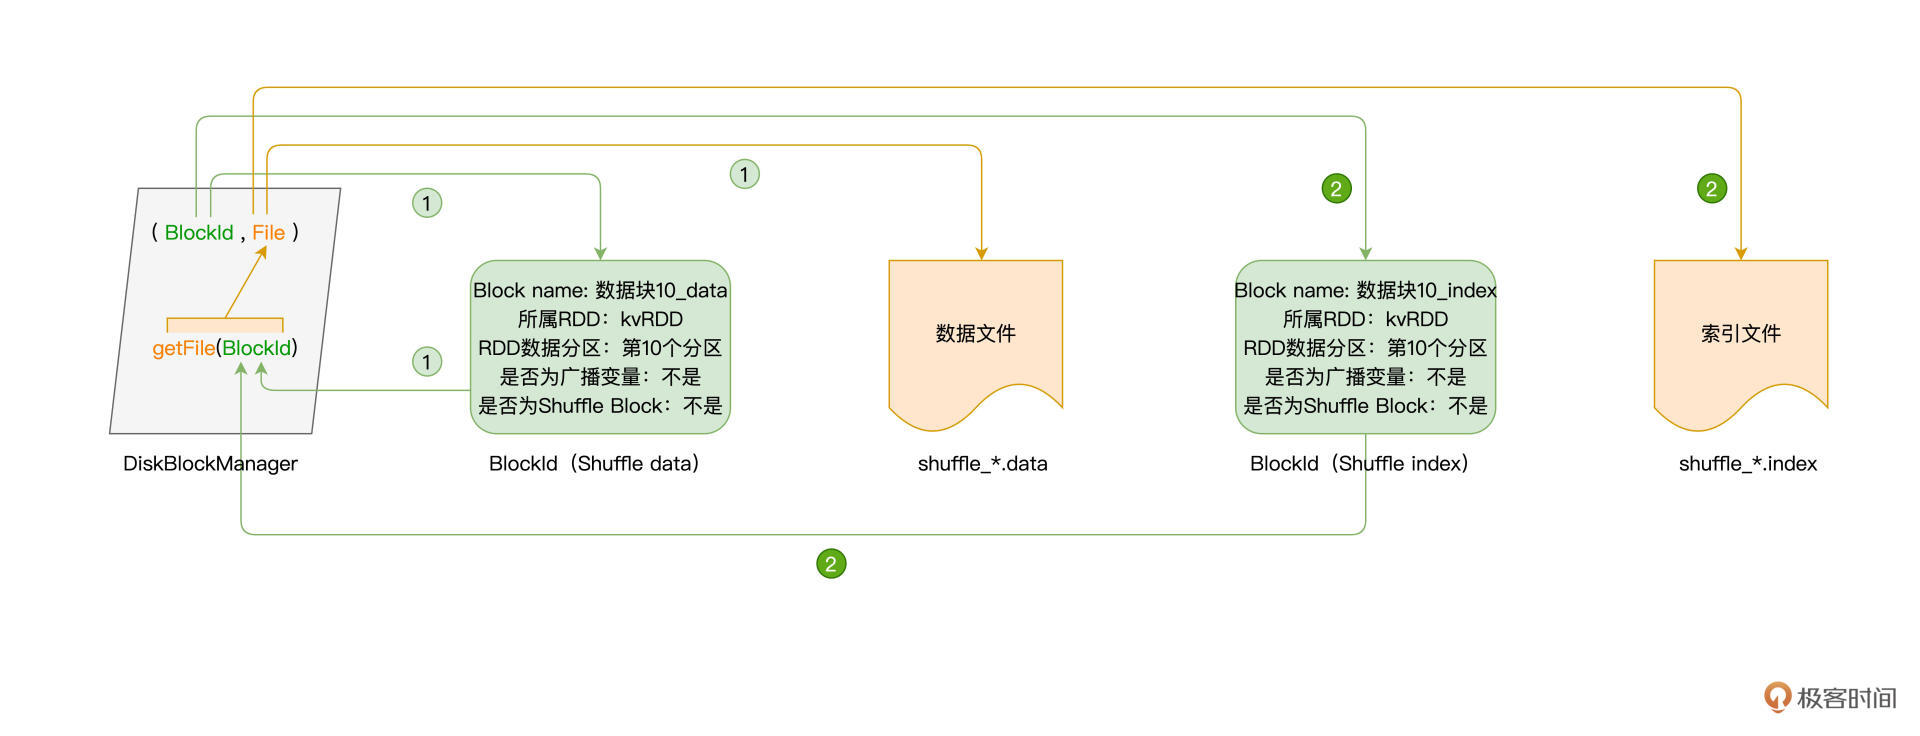 1
1
2
2
( BlockId , File )
getFile(BlockId)
1
DiskBlockManager
Block name: 数据块10_data
所属RDD：kvRDD
RDD数据分区：第10个分区
是否为广播变量：不是
是否为Shuffle Block：不是
BlockId（Shuffle data）
数据文件
shuffle_*.data
Block name: 数据块10_index
所属RDD：kvRDD
RDD数据分区：第10个分区
是否为广播变量：不是
是否为Shuffle Block：不是
BlockId（Shuffle index）
索引文件
shuffle_*.index
2
极客时间